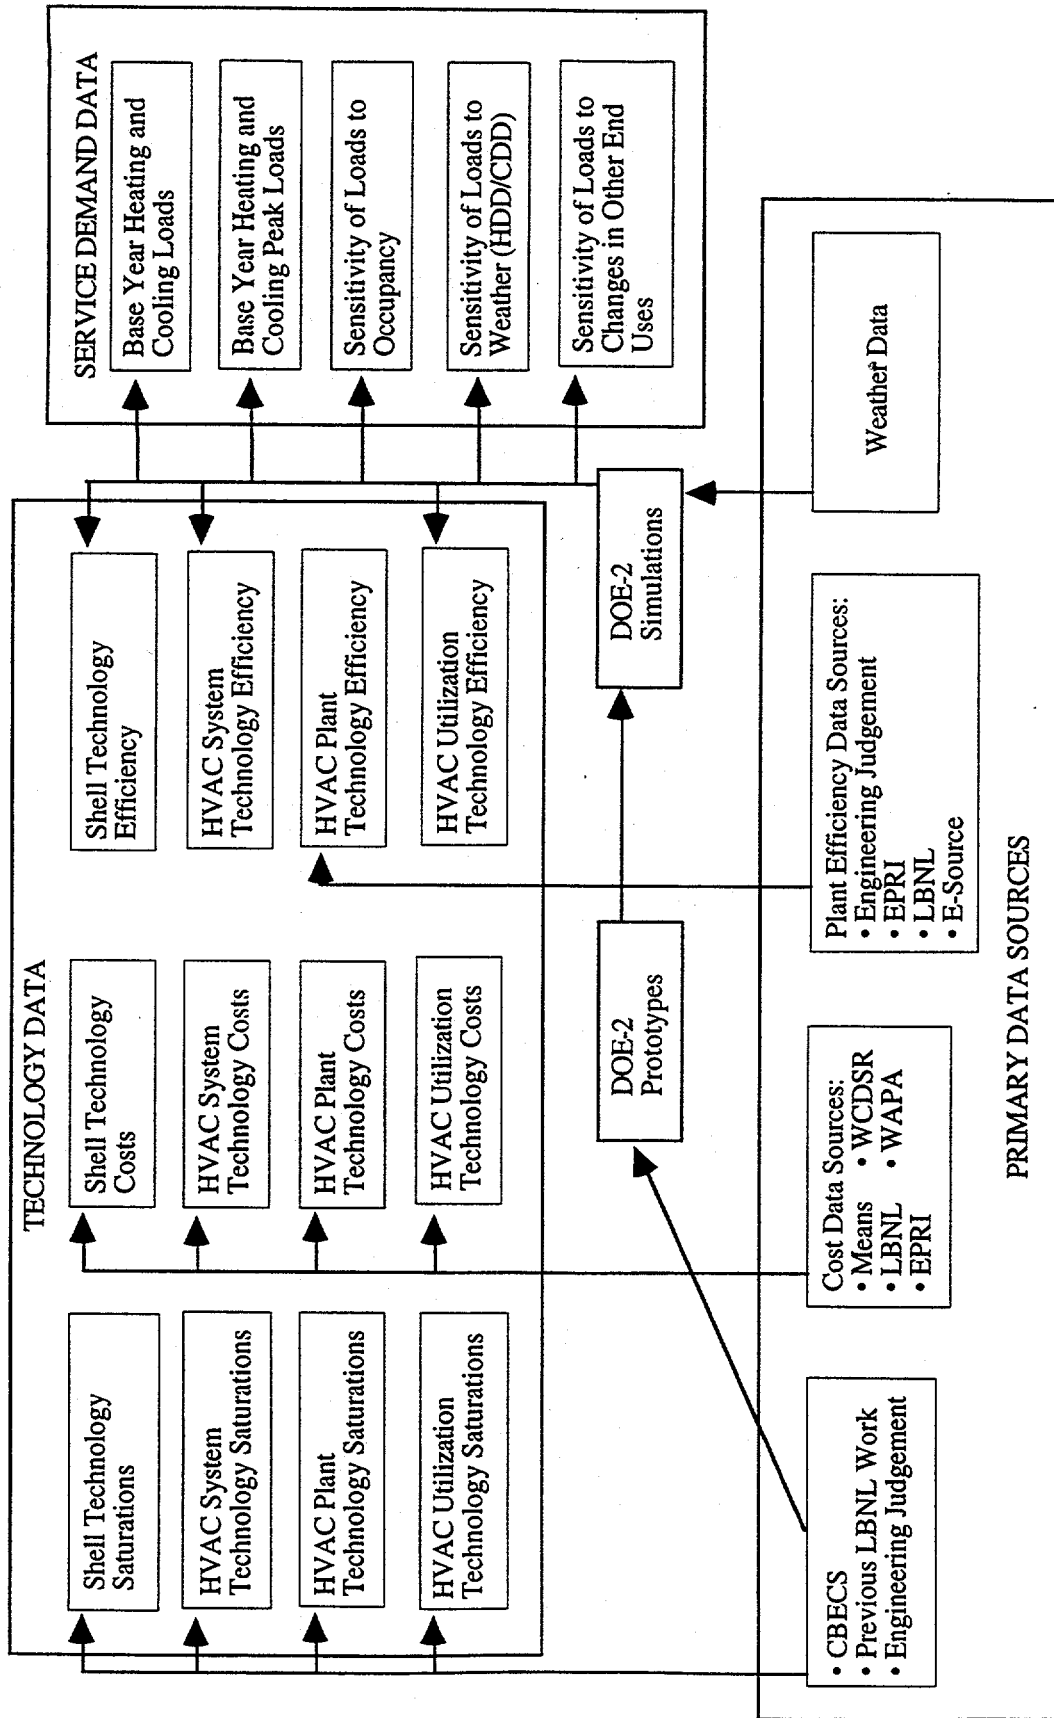 TECHNOLOGY DATA
Shell Technology
Saturations
HVAC System
Technology Saturations
HVAC Plant
Technology Saturations
HVAC Utilization
Technology Saturations
Shell Technology
Costs
HVAC System
Technology Costs
HVAC Plant
Technology Costs
HVAC Utilization
Technology Costs
Shell Technology
Efficiency
HVAC System
Technology Efficiency
HVAC Plant
Technology Efficiency
HVAC Utilization
Technology Efficiency
SERVICE DEMAND DATA
Base Year Heating and
Cooling Loads
Base Year Heating and
Cooling Peak Loads
Sensitivity of Loads to
Occupancy
Sensitivity of Loads to
Weather (HDD/CDD)
Sensitivity of Loads to
Changes in Other End
Uses
DOE-2
Prototypes
DOE-2
Simulations
• CBECS
• Previous LBNL Work
• Engineering Judgement
Cost Data Sources:
• Means • WCDSR
• LBNL • WAPA
• EPRI
Plant Efficiency Data Sources:
• Engineering Judgement
• EPRI
• LBNL
• E-Source
Weather Data
PRIMARY DATA SOURCES